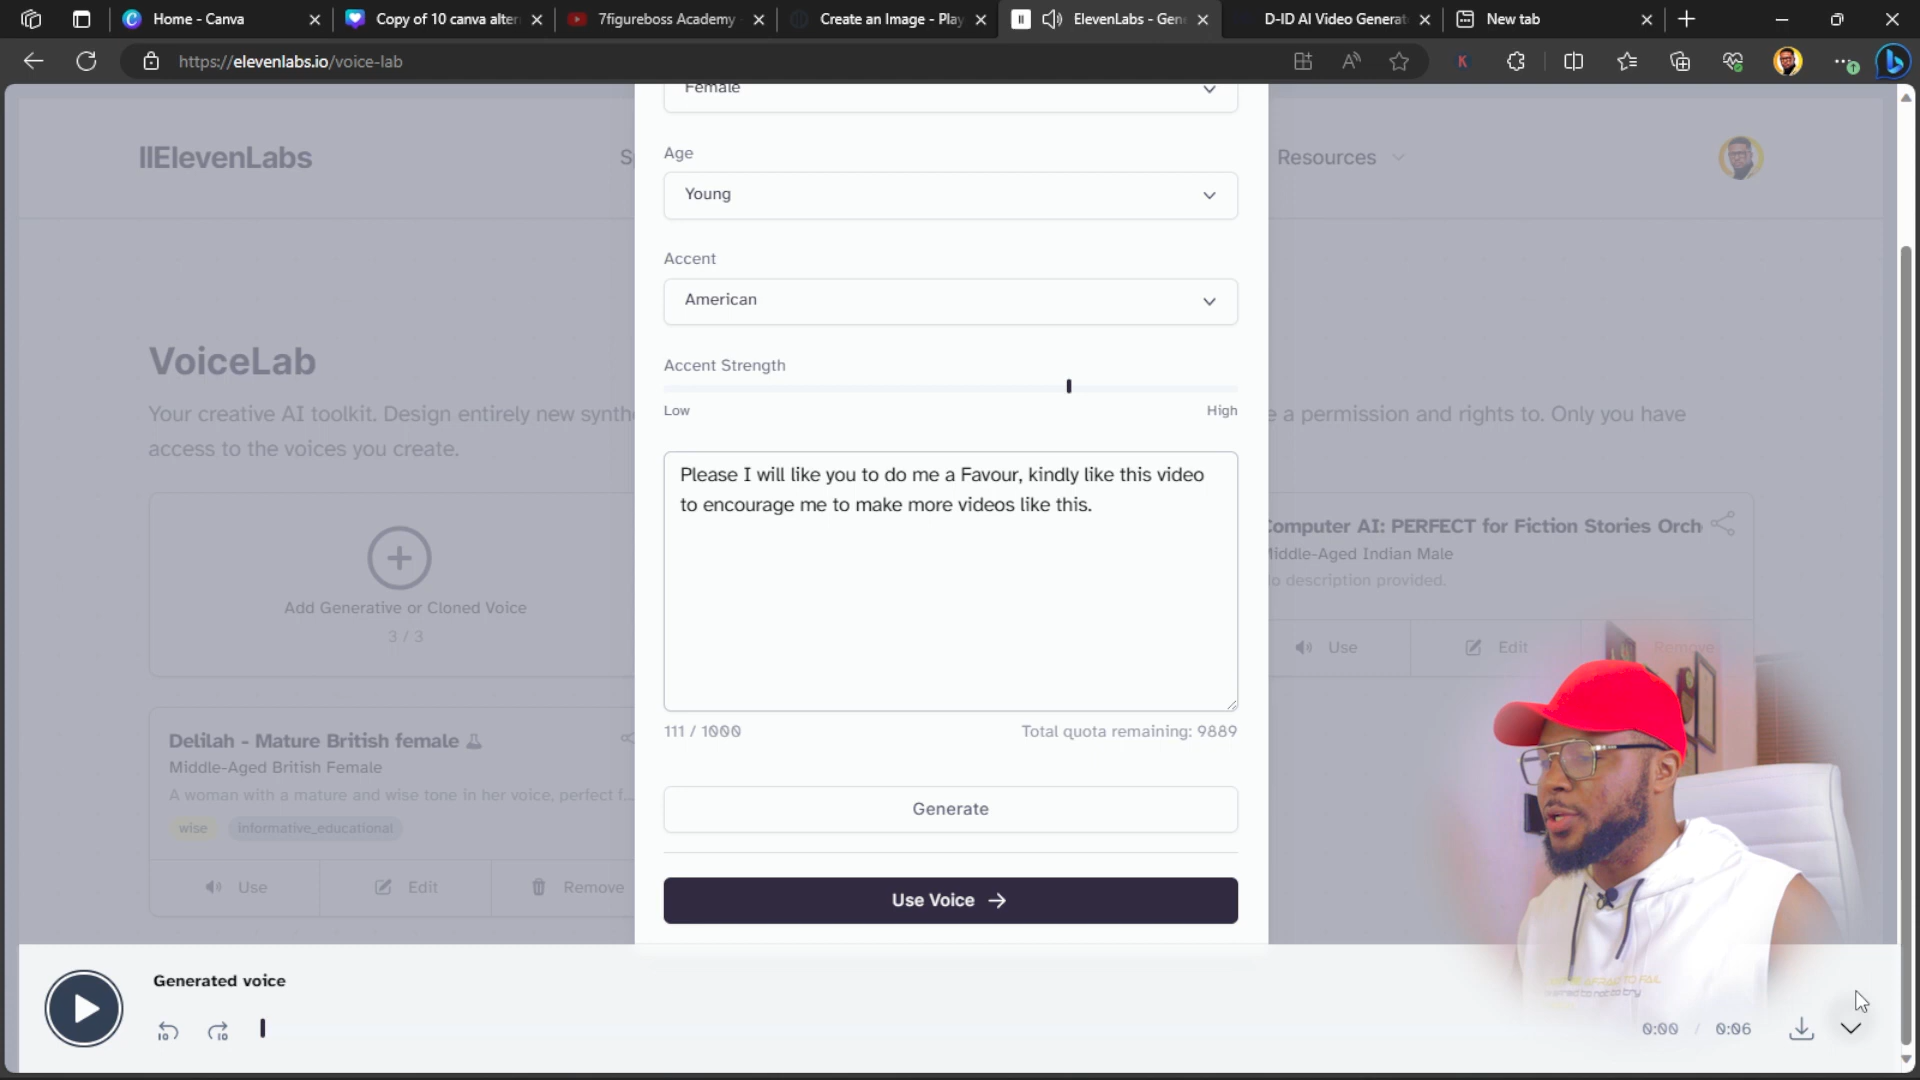 Home - Canva
Copy of 10 canva alter
7figureboss Academy
Create an Image - Play
ElevenLabs - Gen
D-ID AI Video Generat
New tab
https://elevenlabs.io/voice-lab
Female
IIElevenLabs
Resources
Age
Young
Accent
American
Accent Strength
Low
High
VoiceLab
Your creative AI toolkit. Design entirely new synth
e a permission and rights to. Only you have
access to the voices you create.
Please I will like you to do me a Favour, kindly like this video
to encourage me to make more videos like this.
Add Generative or Cloned Voice
3 / 3
Computer AI: PERFECT for Fiction Stories Orch
Middle-Aged Indian Male
No description provided.
Use
Edit
Remove
111 / 1000
Total quota remaining: 9889
Delilah - Mature British female
Middle-Aged British Female
A woman with a mature and wise tone in her voice, perfect f...
wise
informative_educational
Use
Edit
Remove
Generate
Use Voice
Generated voice
10
10
0:00 / 0:06